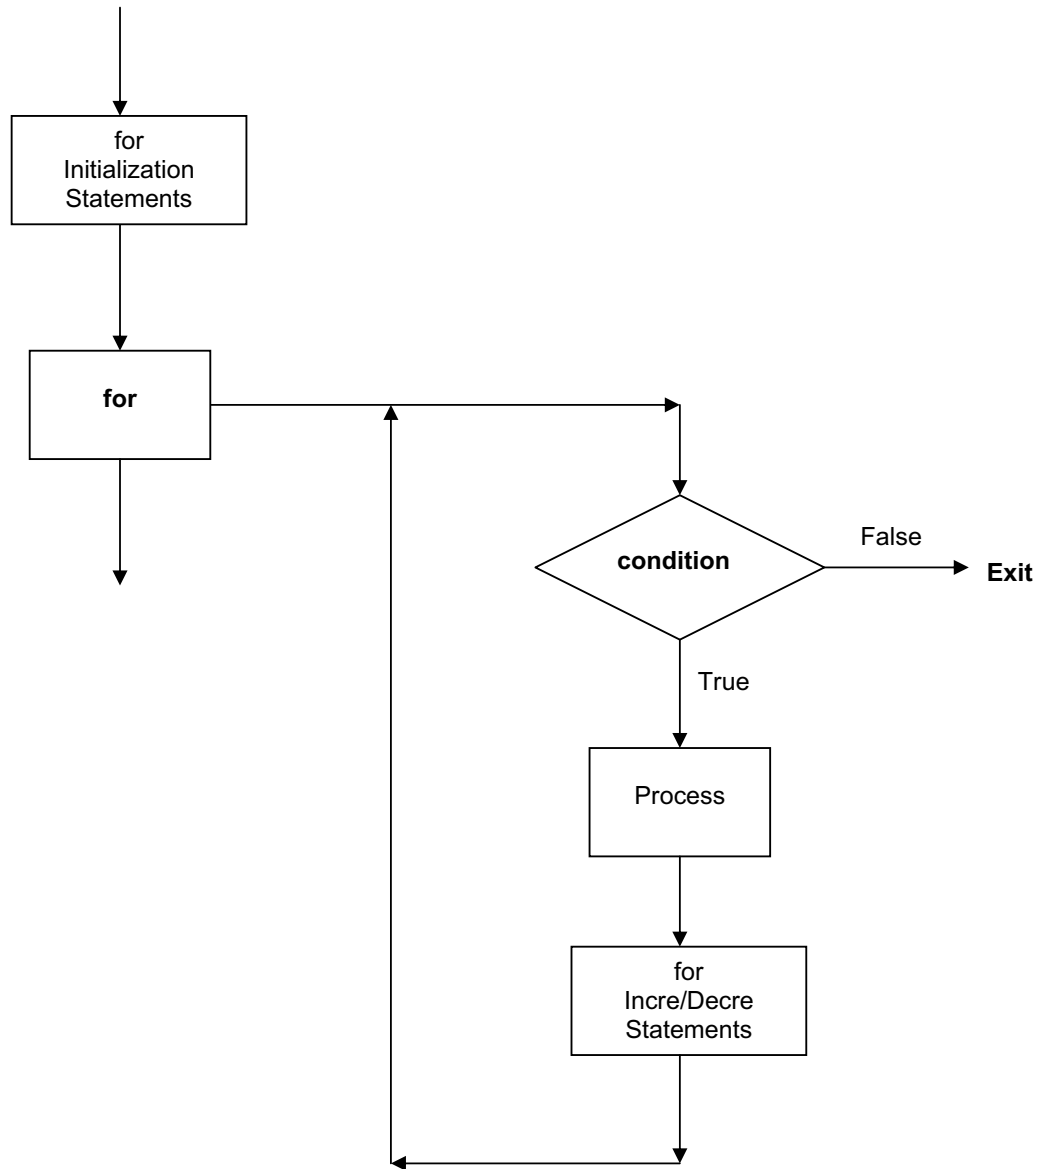 for
Initialization
Statements
for
condition
False
Exit
True
Process
for
Incre/Decre
Statements